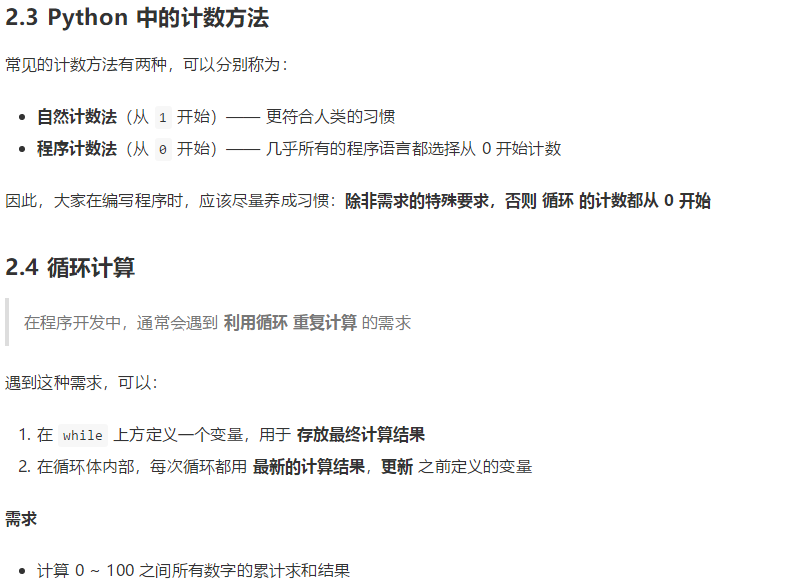 2.3 Python 中的计数方法
常见的计数方法有两种，可以分别称为：
• 自然计数法（从 1 开始）—— 更符合人类的习惯
• 程序计数法（从 0 开始）—— 几乎所有的程序语言都选择从 0 开始计数
因此，大家在编写程序时，应该尽量养成习惯：除非需求的特殊要求，否则 循环 的计数都从 0 开始
2.4 循环计算
在程序开发中，通常会遇到 利用循环 重复计算 的需求
遇到这种需求，可以：
1. 在 while 上方定义一个变量，用于 存放最终计算结果
2. 在循环体内部，每次循环都用 最新的计算结果，更新 之前定义的变量
需求
• 计算 0 ~ 100 之间所有数字的累计求和结果